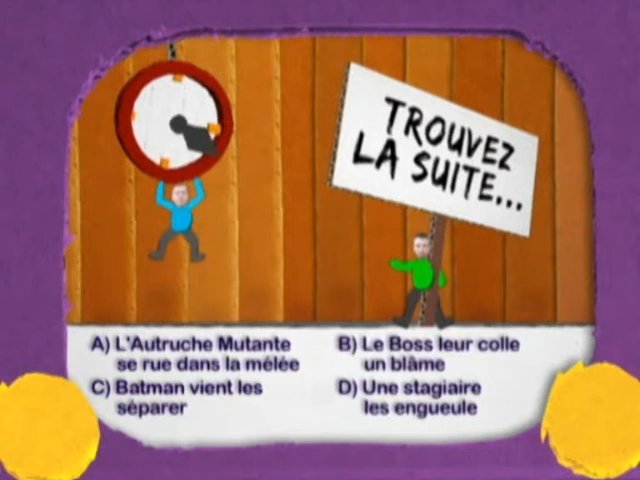 TROUVEZ
LA SUITE...
A) L'Autruche Mutante
se rue dans la mélée
B) Le Boss leur colle
un blâme
C) Batman vient les
séparer
D) Une stagiaire
les engueule